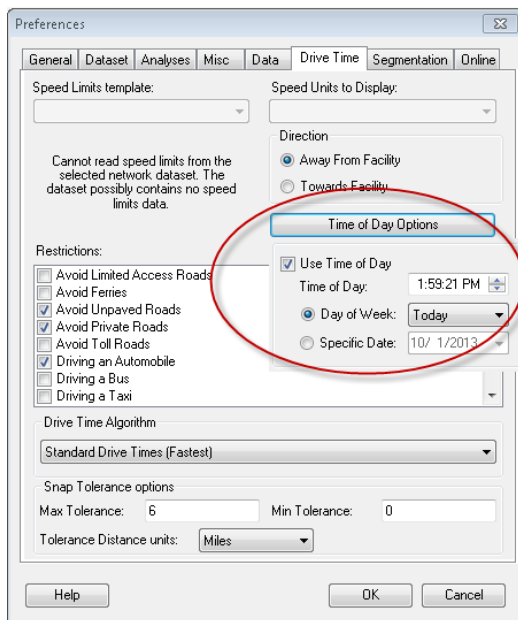 Preferences
General Dataset Analyses Misc Data Drive Time Segmentation Online
Speed Limits template:
Speed Units to Display:
Cannot read speed limits from the
selected network dataset. The
dataset possibly contains no speed
limits data.
Direction
Away From Facility
Towards Facility
Time of Day Options
Use Time of Day
Time of Day: 1:59:21 PM
Day of Week: Today
Specific Date: 10/ 1/2013
Restrictions:
Avoid Limited Access Roads
Avoid Ferries
Avoid Unpaved Roads
Avoid Private Roads
Avoid Toll Roads
Driving an Automobile
Driving a Bus
Driving a Taxi
Drive Time Algorithm
Standard Drive Times (Fastest)
Snap Tolerance options
Max Tolerance: 6 Min Tolerance: 0
Tolerance Distance units: Miles
Help OK Cancel